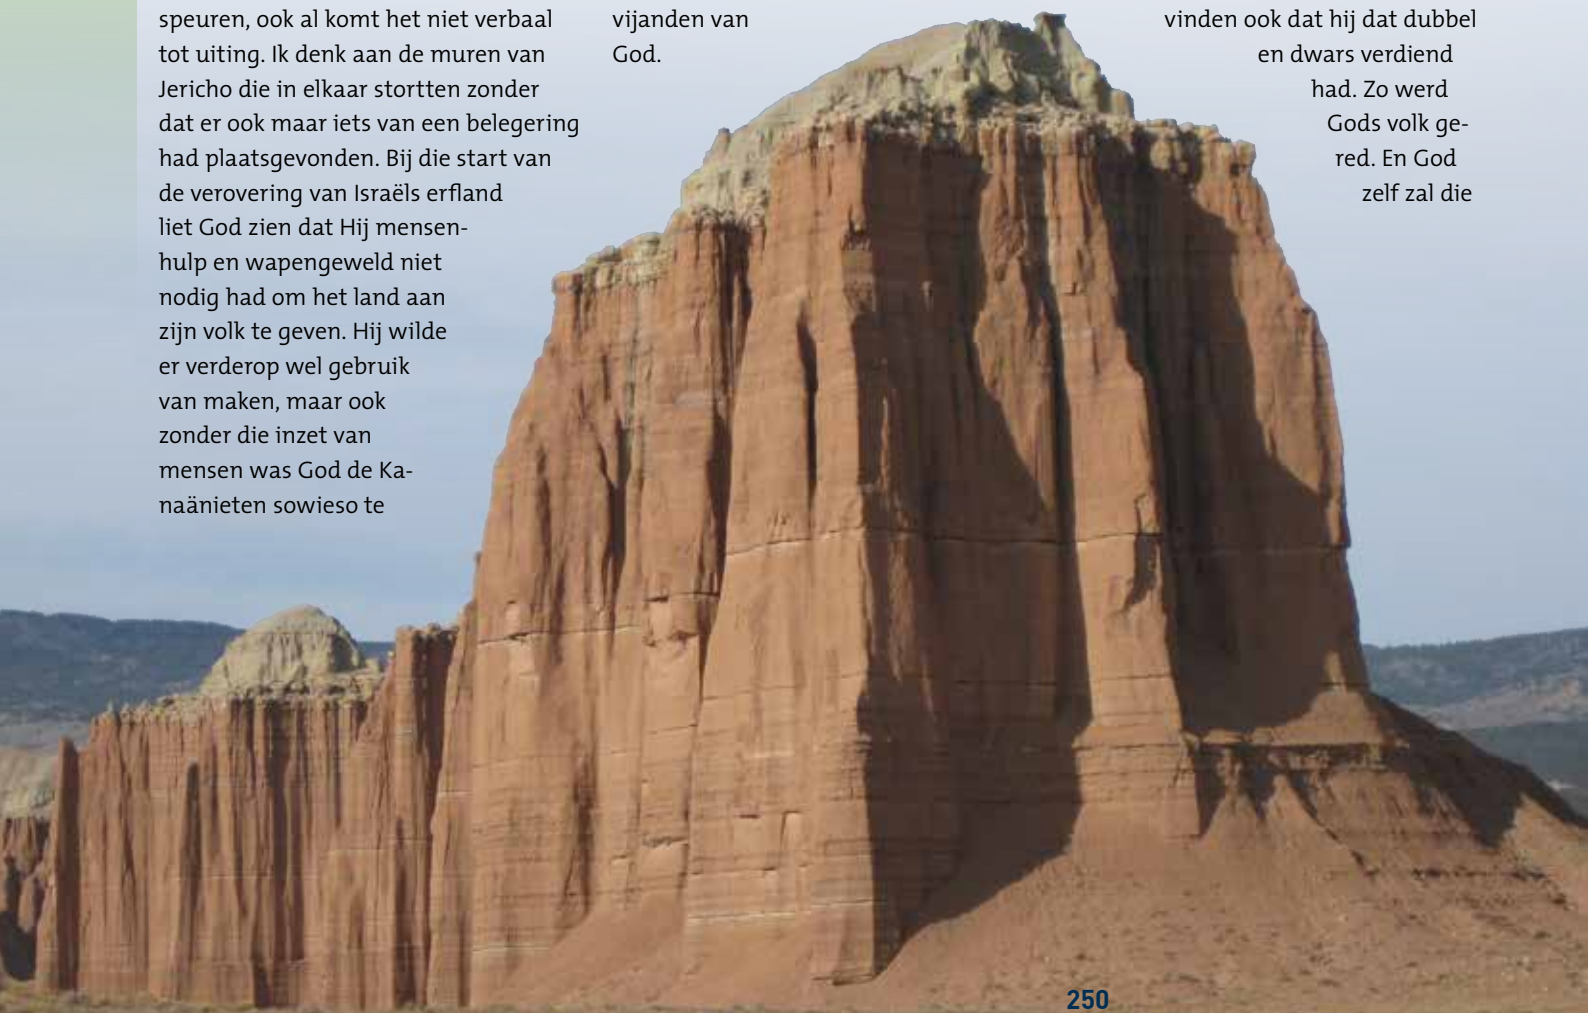 speuren, ook al komt het niet verbaal
tot uiting. Ik denk aan de muren van
Jericho die in elkaar stortten zonder
dat er ook maar iets van een belegering
had plaatsgevonden. Bij die start van
de verovering van Israëls erfland
liet God zien dat Hij mensen-
hulp en wapengeweld niet
nodig had om het land aan
zijn volk te geven. Hij wilde
er verderop wel gebruik
van maken, maar ook
zonder die inzet van
mensen was God de Ka-
naänieten sowieso te
vijanden van
God.
vinden ook dat hij dat dubbel
en dwars verdiend
had. Zo werd
Gods volk ge-
red. En God
zelf zal die
250